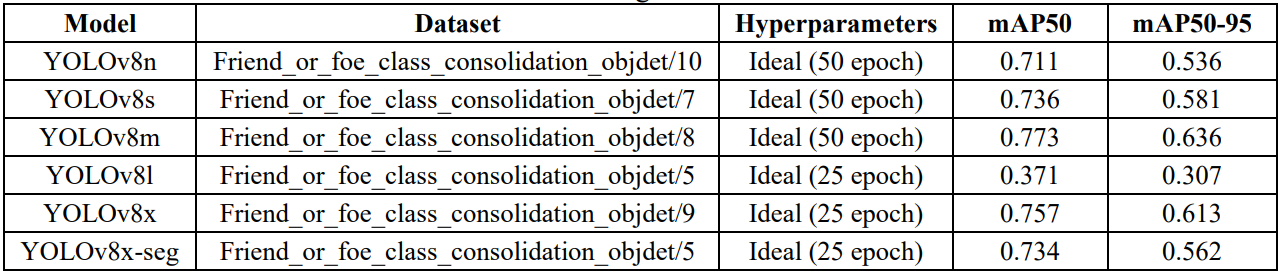 Model Dataset Hyperparameters mAP50 mAP50-95
YOLOv8n Friend_or_foe_class_consolidation_objdet/10 Ideal (50 epoch) 0.711 0.536
YOLOv8s Friend_or_foe_class_consolidation_objdet/7 Ideal (50 epoch) 0.736 0.581
YOLOv8m Friend_or_foe_class_consolidation_objdet/8 Ideal (50 epoch) 0.773 0.636
YOLOv8l Friend_or_foe_class_consolidation_objdet/5 Ideal (25 epoch) 0.371 0.307
YOLOv8x Friend_or_foe_class_consolidation_objdet/9 Ideal (25 epoch) 0.757 0.613
YOLOv8x-seg Friend_or_foe_class_consolidation_objdet/5 Ideal (25 epoch) 0.734 0.562